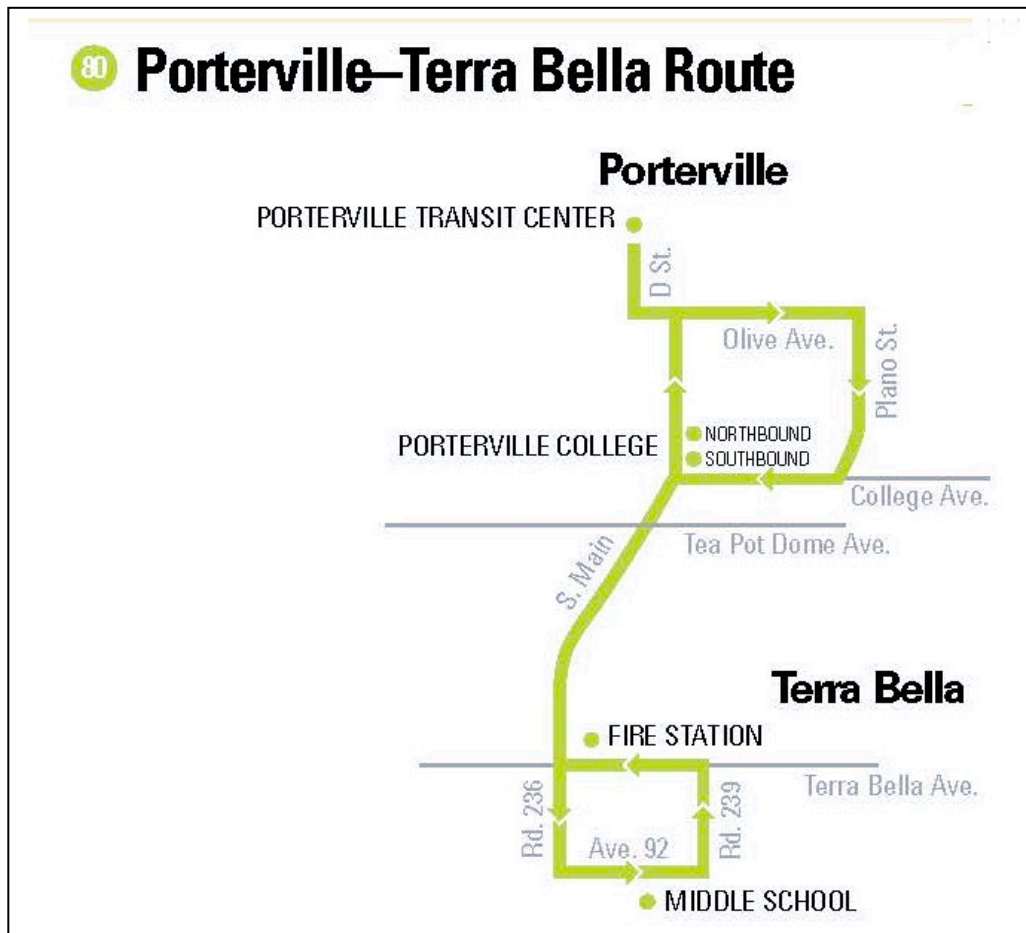 80 Porterville–Terra Bella Route
Porterville
PORTERVILLE TRANSIT CENTER
D St.
Olive Ave.
Plano St.
PORTERVILLE COLLEGE
NORTHBOUND
SOUTHBOUND
College Ave.
Tea Pot Dome Ave.
S. Main
Terra Bella
FIRE STATION
Terra Bella Ave.
Rd. 236
Ave. 92
Rd. 239
MIDDLE SCHOOL